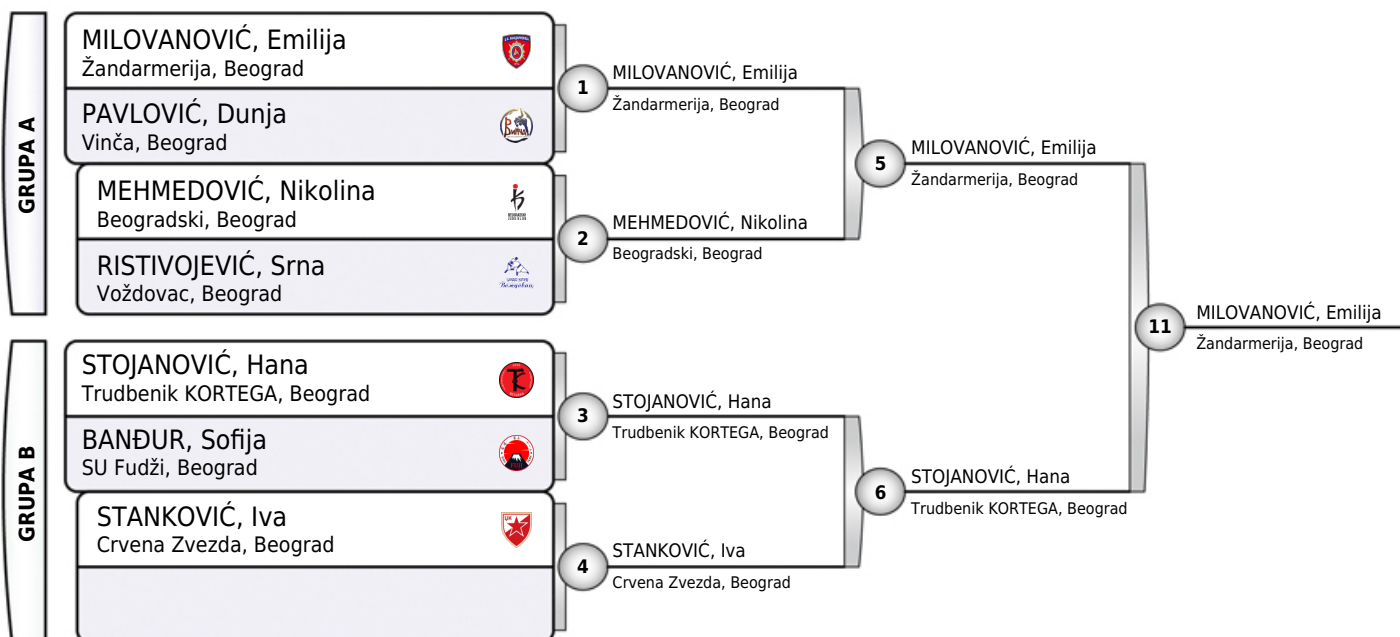 GRUPA A
MILOVANOVIĆ, Emilija
Žandarmerija, Beograd
PAVLOVIĆ, Dunja
Vinča, Beograd
MEHMEDOVIĆ, Nikolina
Beogradski, Beograd
RISTIVOJEVIĆ, Srna
Voždovac, Beograd
1
MILOVANOVIĆ, Emilija
Žandarmerija, Beograd
2
MEHMEDOVIĆ, Nikolina
Beogradski, Beograd
5
MILOVANOVIĆ, Emilija
Žandarmerija, Beograd
GRUPA B
STOJANOVIĆ, Hana
Trudbenik KORTEGA, Beograd
BANĐUR, Sofija
SU Fudži, Beograd
STANKOVIĆ, Iva
Crvena Zvezda, Beograd
3
STOJANOVIĆ, Hana
Trudbenik KORTEGA, Beograd
4
STANKOVIĆ, Iva
Crvena Zvezda, Beograd
6
STOJANOVIĆ, Hana
Trudbenik KORTEGA, Beograd
11
MILOVANOVIĆ, Emilija
Žandarmerija, Beograd